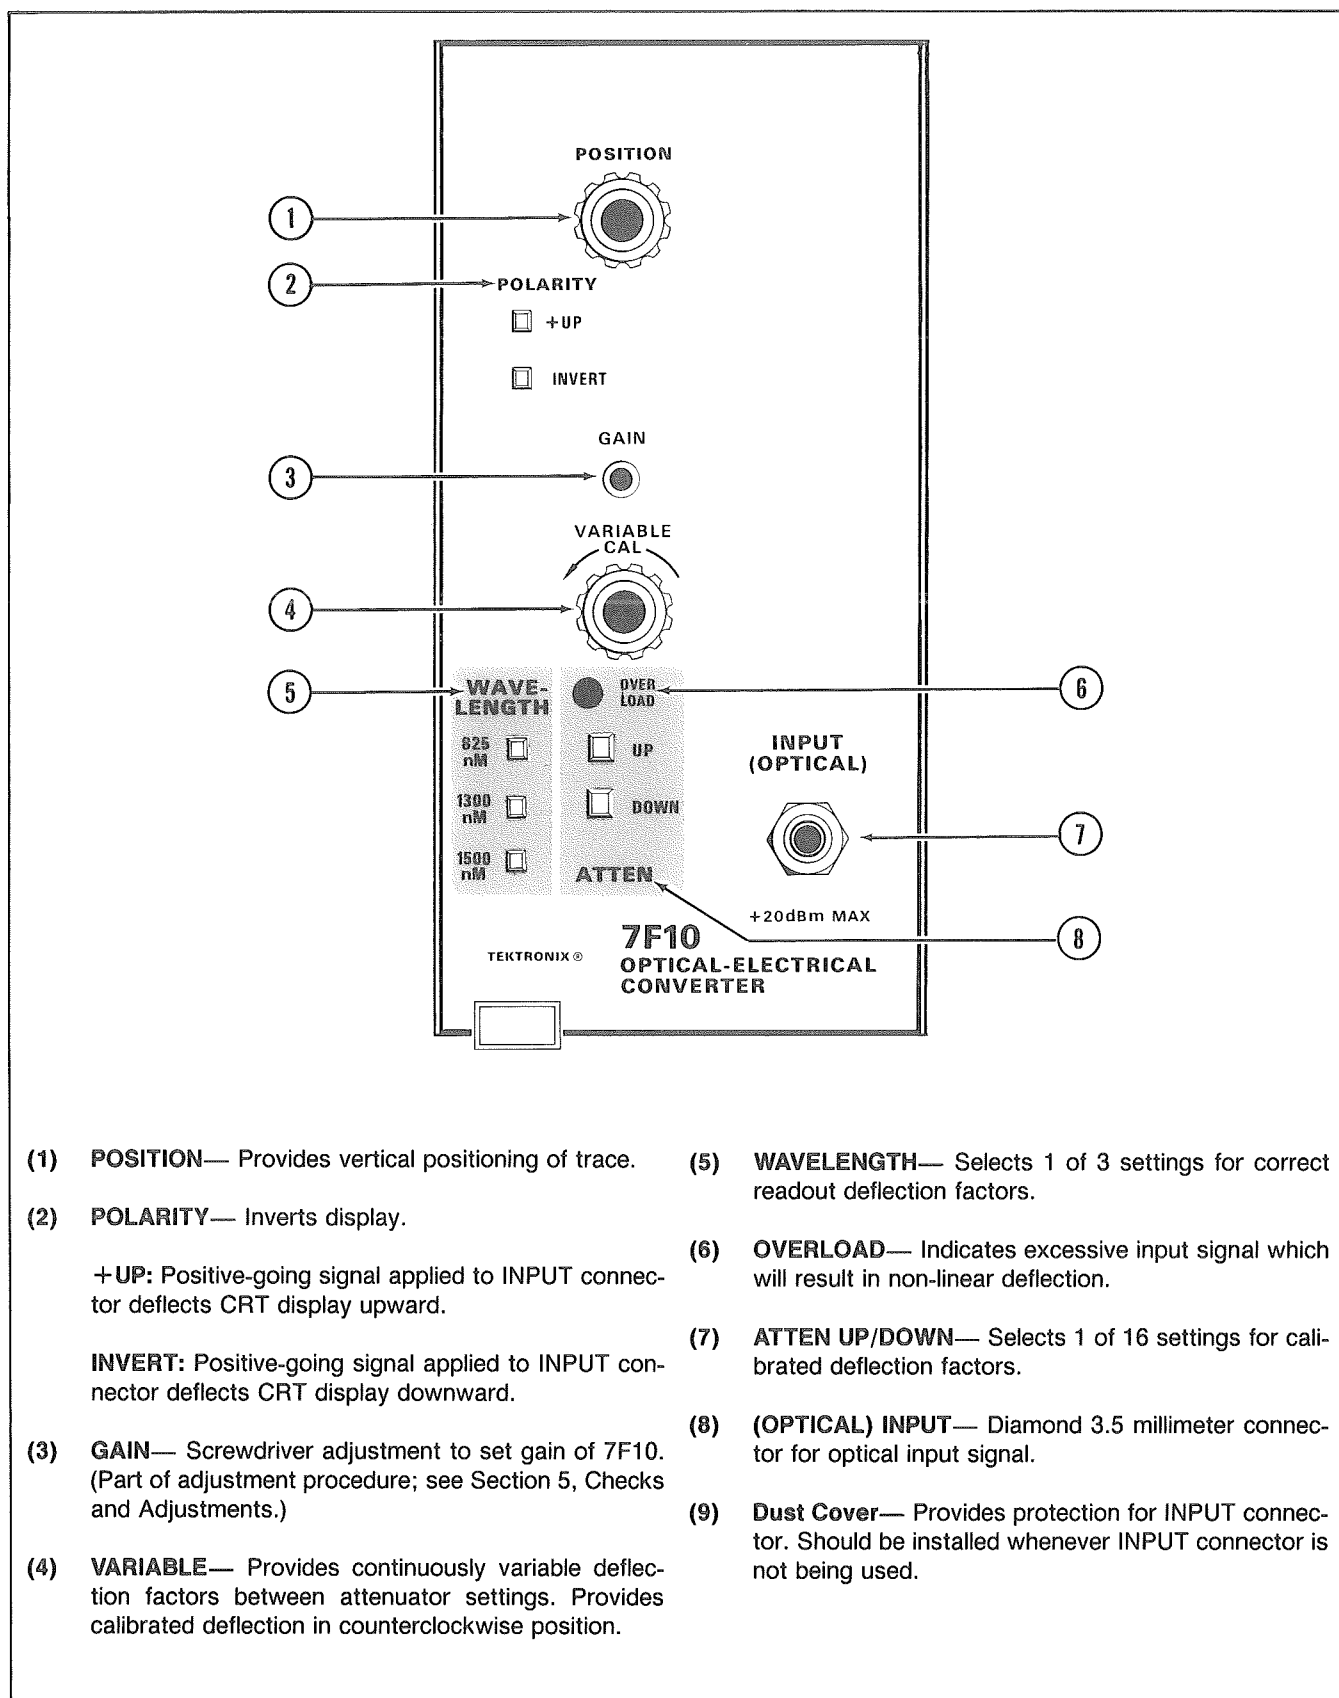 POSITION
1
2
POLARITY
+UP
INVERT
GAIN
3
VARIABLE
CAL
4
5
WAVE-
LENGTH
OVER
LOAD
6
825
nM
UP
INPUT
(OPTICAL)
1300
nM
DOWN
7
1500
nM
ATTEN
+20dBm MAX
8
7F10
TEKTRONIX®
OPTICAL-ELECTRICAL
CONVERTER
(1) POSITION— Provides vertical positioning of trace.
(2) POLARITY— Inverts display.
+UP: Positive-going signal applied to INPUT connec-
tor deflects CRT display upward.
INVERT: Positive-going signal applied to INPUT con-
nector deflects CRT display downward.
(3) GAIN— Screwdriver adjustment to set gain of 7F10.
(Part of adjustment procedure; see Section 5, Checks
and Adjustments.)
(4) VARIABLE— Provides continuously variable deflec-
tion factors between attenuator settings. Provides
calibrated deflection in counterclockwise position.
(5) WAVELENGTH— Selects 1 of 3 settings for correct
readout deflection factors.
(6) OVERLOAD— Indicates excessive input signal which
will result in non-linear deflection.
(7) ATTEN UP/DOWN— Selects 1 of 16 settings for cali-
brated deflection factors.
(8) (OPTICAL) INPUT— Diamond 3.5 millimeter connec-
tor for optical input signal.
(9) Dust Cover— Provides protection for INPUT connec-
tor. Should be installed whenever INPUT connector is
not being used.